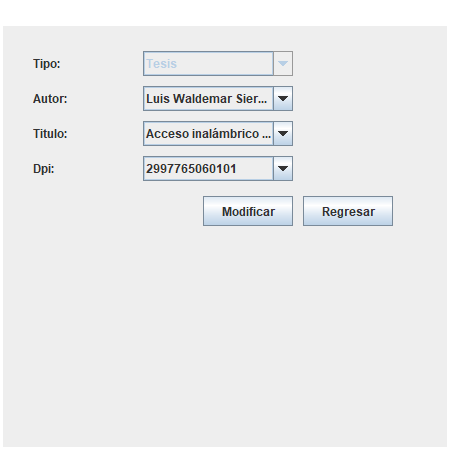 Tipo: Tesis
Autor: Luis Waldemar Sier...
Titulo: Acceso inalámbrico ...
Dpi: 2997765060101
Modificar Regresar